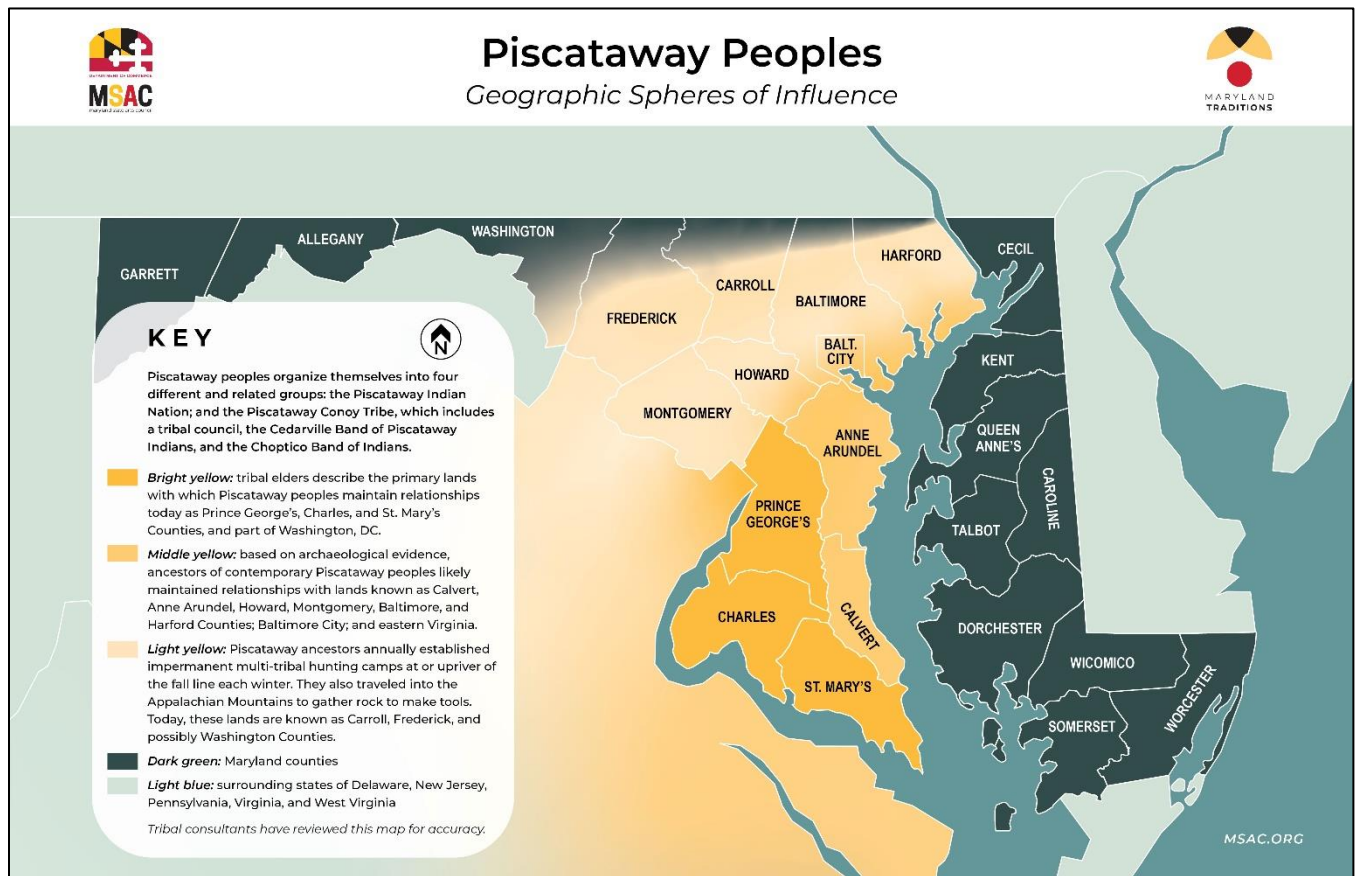 Piscataway Peoples
Geographic Spheres of Influence
MSAC
MARYLAND
TRADITIONS
GARRETT
ALLEGANY
WASHINGTON
FREDERICK
CARROLL
BALTIMORE
HARFORD
CECIL
BALT.
CITY
HOWARD
MONTGOMERY
KENT
ANNE
ARUNDEL
QUEEN
ANNE'S
CAROLINE
PRINCE
GEORGE'S
TALBOT
CHARLES
CALVERT
DORCHESTER
ST. MARY'S
WICOMICO
SOMERSET
WORCESTER
KEY
N
Piscataway peoples organize themselves into four
different and related groups: the Piscataway Indian
Nation; and the Piscataway Conoy Tribe, which includes
a tribal council, the Cedarville Band of Piscataway
Indians, and the Choptico Band of Indians.
Bright yellow: tribal elders describe the primary lands
with which Piscataway peoples maintain relationships
today as Prince George's, Charles, and St. Mary's
Counties, and part of Washington, DC.
Middle yellow: based on archaeological evidence,
ancestors of contemporary Piscataway peoples likely
maintained relationships with lands known as Calvert,
Anne Arundel, Howard, Montgomery, Baltimore, and
Harford Counties; Baltimore City; and eastern Virginia.
Light yellow: Piscataway ancestors annually established
impermanent multi-tribal hunting camps at or upriver of
the fall line each winter. They also traveled into the
Appalachian Mountains to gather rock to make tools.
Today, these lands are known as Carroll, Frederick, and
possibly Washington Counties.
Dark green: Maryland counties
Light blue: surrounding states of Delaware, New Jersey,
Pennsylvania, Virginia, and West Virginia
Tribal consultants have reviewed this map for accuracy.
MSAC.ORG